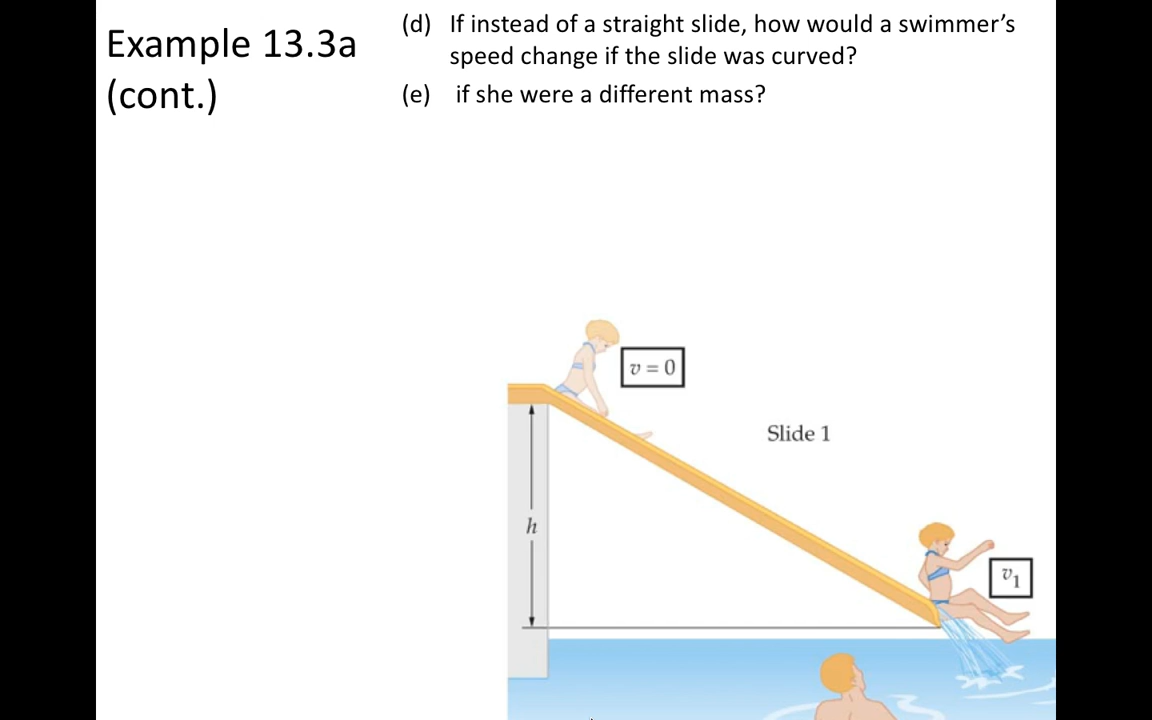 Example 13.3a
(cont.)
(d) If instead of a straight slide, how would a swimmer’s
speed change if the slide was curved?
(e) if she were a different mass?
v = 0
Slide 1
h
v₁